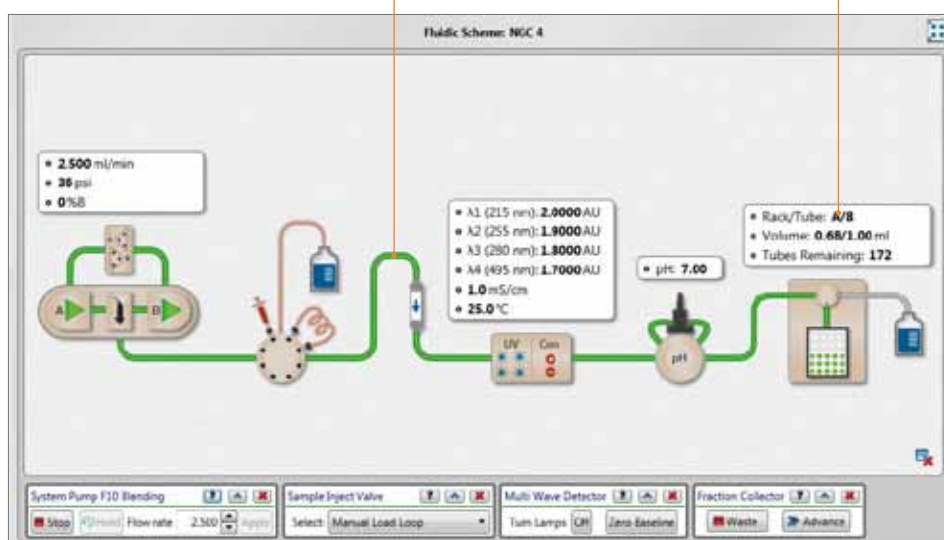 Fluidic Scheme: NGC 4
2.500 ml/min
36 psi
0 %B
A
B
λ1 (215 nm): 2.0000 AU
λ2 (255 nm): 1.9000 AU
λ3 (280 nm): 1.8000 AU
λ4 (495 nm): 1.7000 AU
1.0 mS/cm
25.0 °C
UV Con
pH: 7.00
pH
Rack/Tube: A/8
Volume: 0.68/1.00 ml
Tubes Remaining: 172
System Pump F10 Blending ?
Stop Hold Flow rate 2.500 Apply
Sample Inject Valve ?
Select: Manual Load Loop
Multi Wave Detector ?
Turn Lamps Off Zero Baseline
Fraction Collector ?
Waste Advance